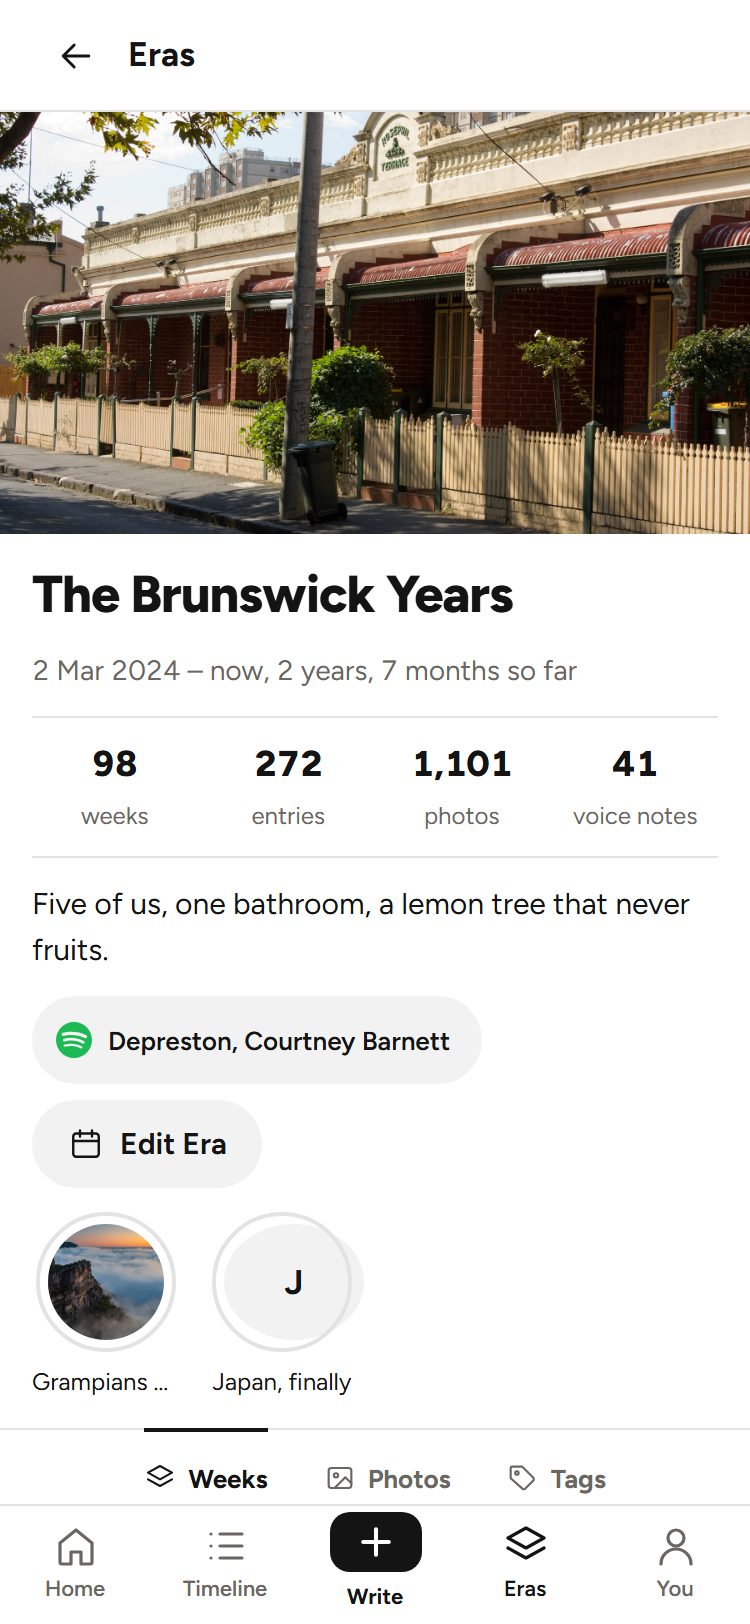 Eras
TERRACE
The Brunswick Years
2 Mar 2024 – now, 2 years, 7 months so far
98
272
1,101
41
weeks
entries
photos
voice notes
Five of us, one bathroom, a lemon tree that never
fruits.
Depreston, Courtney Barnett
Edit Era
J
Grampians ...
Japan, finally
Weeks
Photos
Tags
Home
Timeline
Write
Eras
You